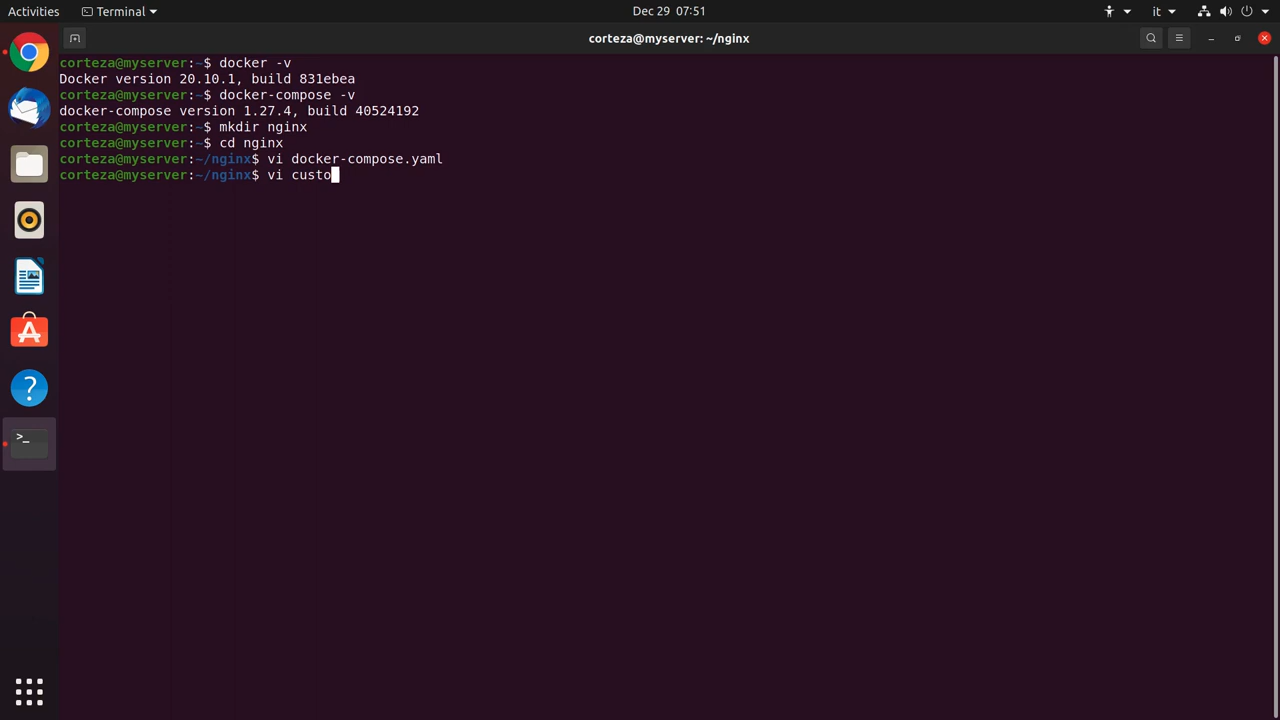 Activities Terminal Dec 29 07:51 it
corteza@myserver: ~/nginx
corteza@myserver:~$ docker -v
Docker version 20.10.1, build 831ebea
corteza@myserver:~$ docker-compose -v
docker-compose version 1.27.4, build 40524192
corteza@myserver:~$ mkdir nginx
corteza@myserver:~$ cd nginx
corteza@myserver:~/nginx$ vi docker-compose.yaml
corteza@myserver:~/nginx$ vi custo